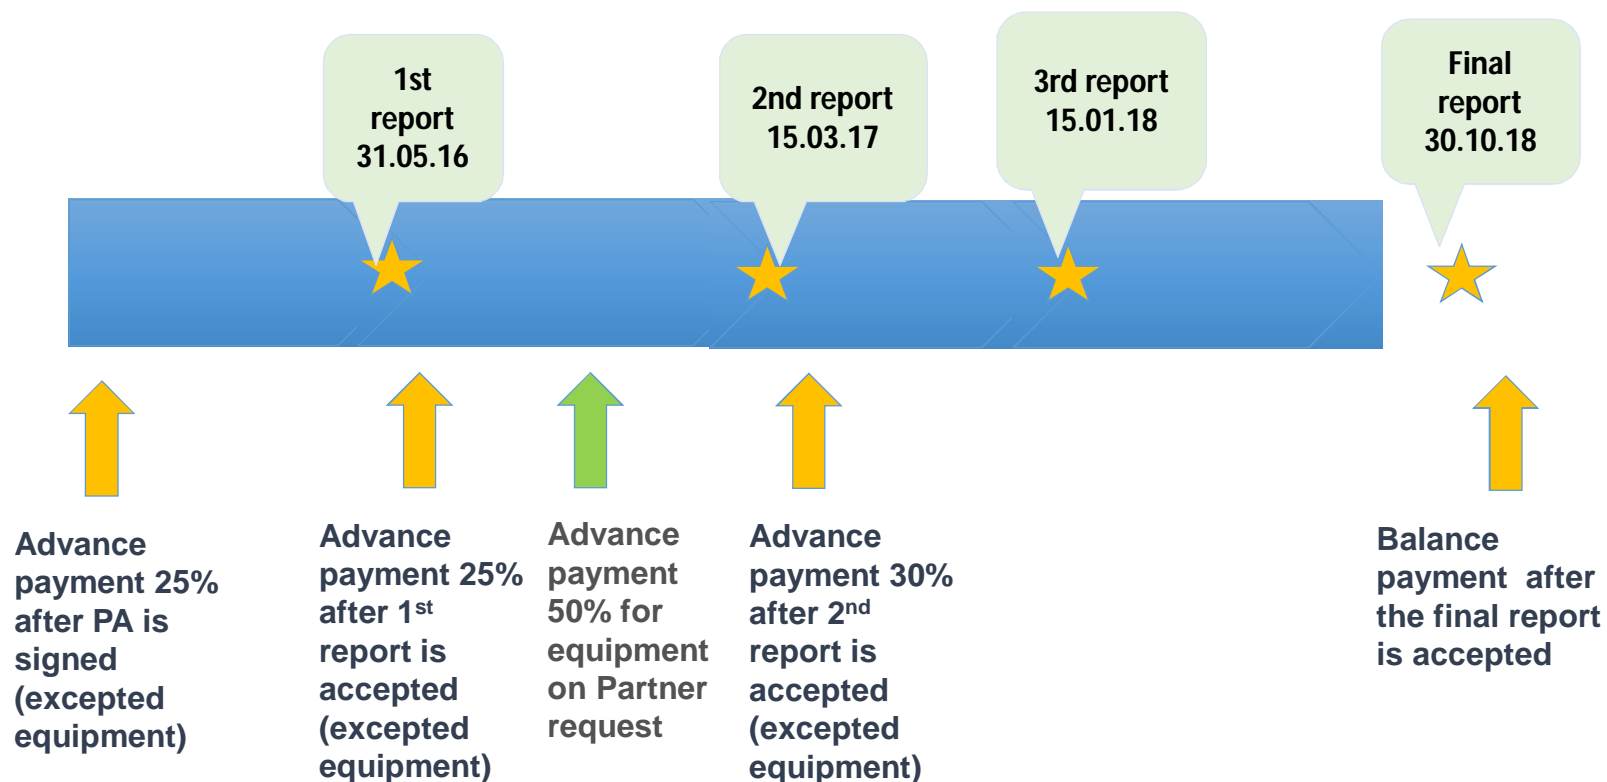 1st
report
31.05.16
2nd report
15.03.17
3rd report
15.01.18
Final
report
30.10.18
Advance
payment 25%
after PA is
signed
(excepted
equipment)
Advance
payment 25%
after 1st
report is
accepted
(excepted
equipment)
Advance
payment
50% for
equipment
on Partner
request
Advance
payment 30%
after 2nd
report is
accepted
(excepted
equipment)
Balance
payment after
the final report
is accepted